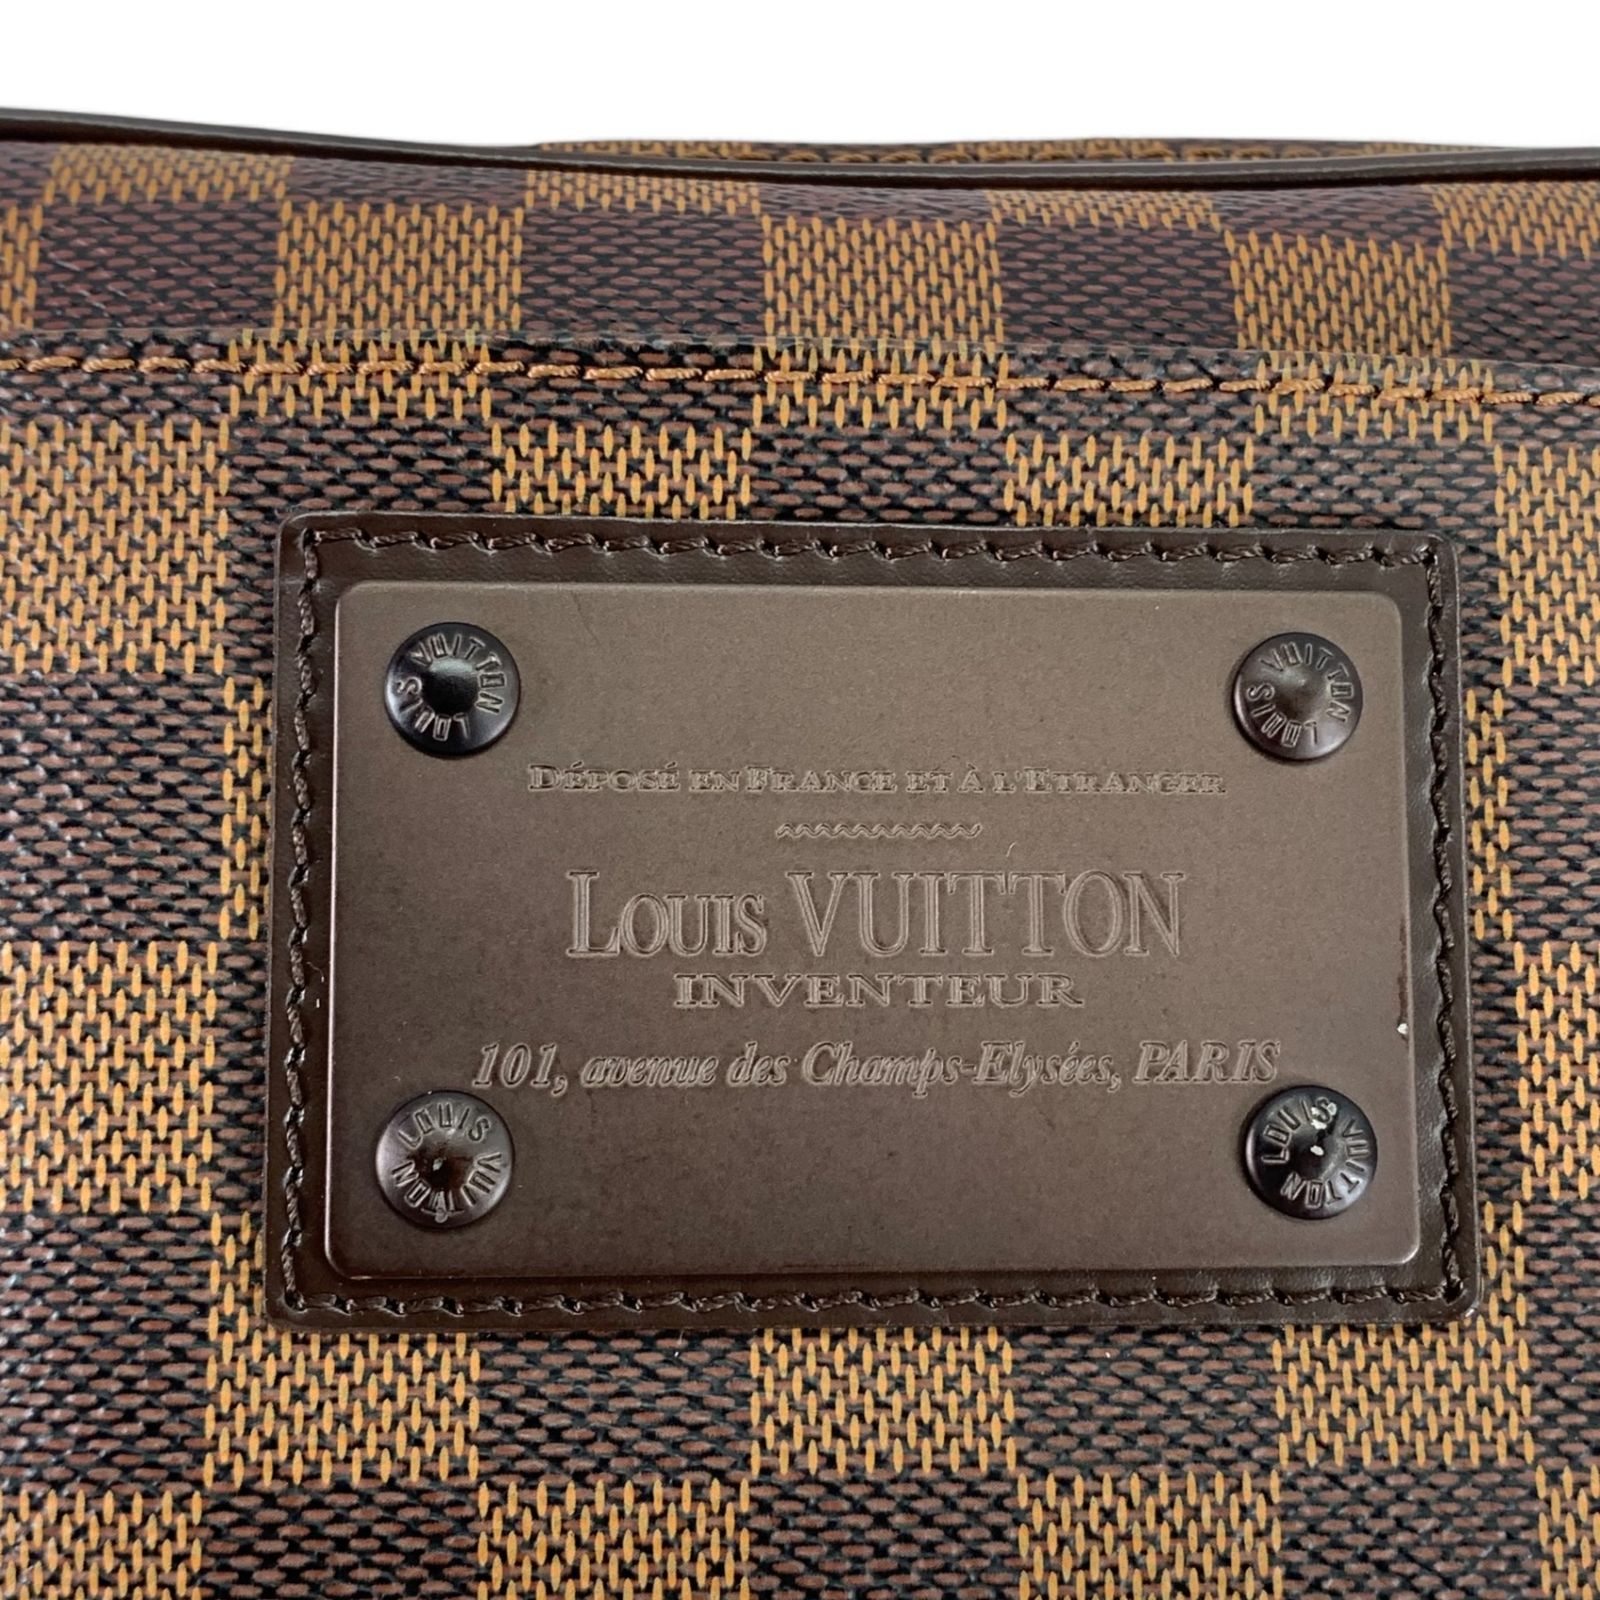 LOUIS VUITTON
LOUIS VUITTON
DÉPOSÉ EN FRANCE ET À L'ETRANGER
LOUIS VUITTON
INVENTEUR
101, avenue des Champs-Elysées, PARIS
LOUIS VUITTON
LOUIS VUITTON